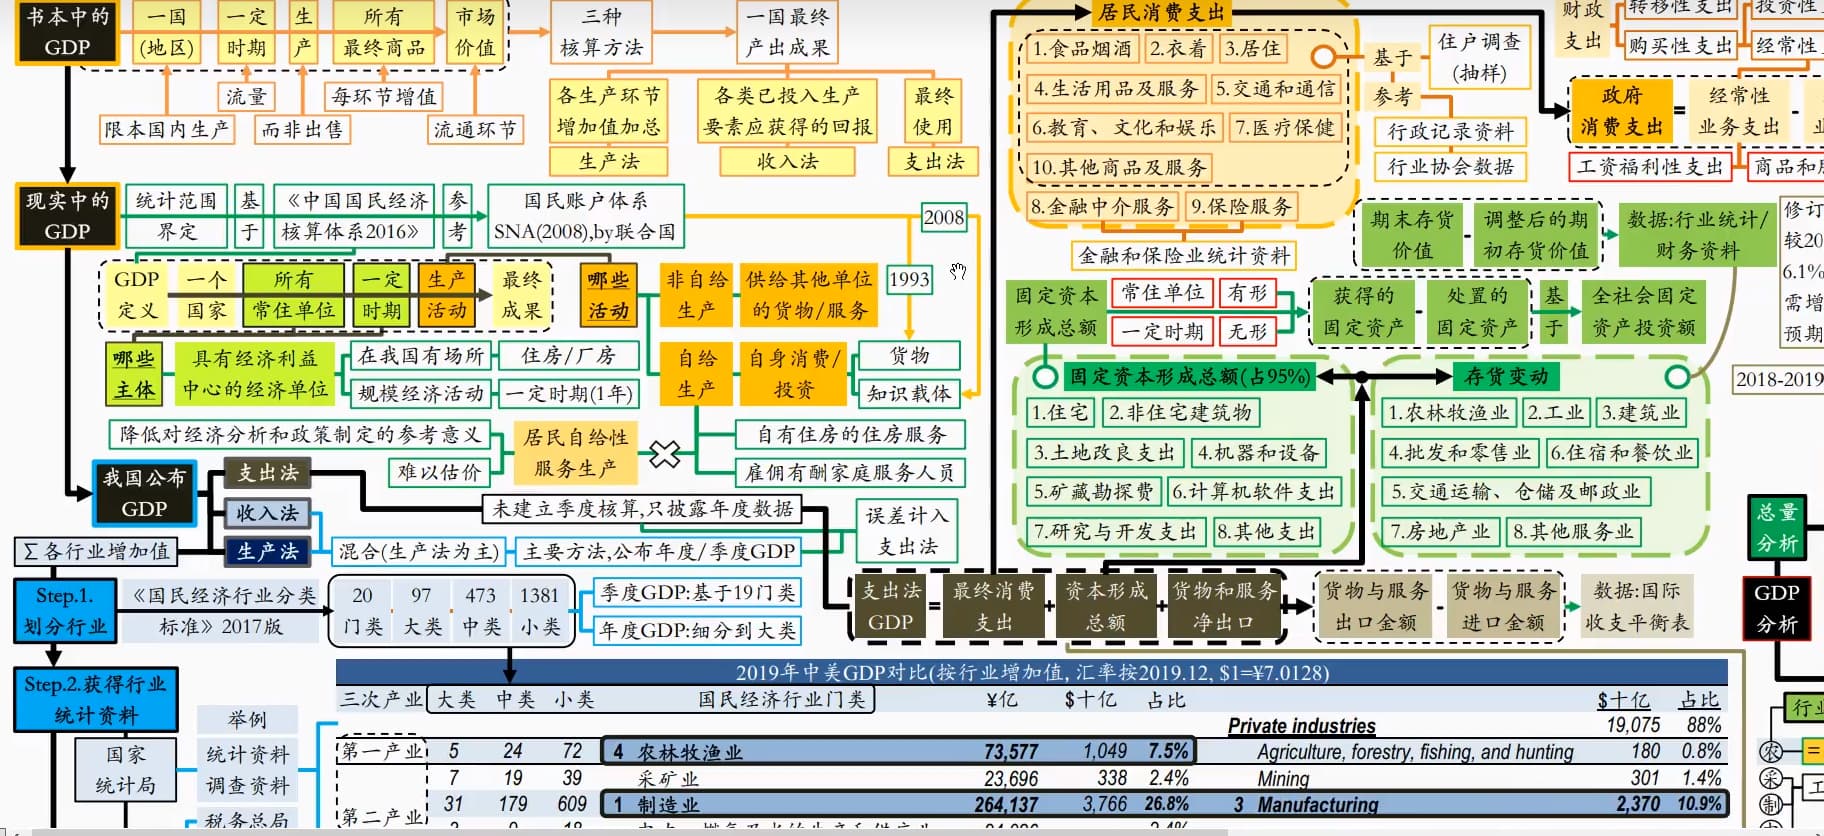 书本中的
GDP
一国
(地区)
一定
时期
生
产
所有
最终商品
市场
价值
三种
核算方法
一国最终
产出成果
流量
每环节增值
限本国内生产
而非出售
流通环节
各生产环节
增加值加总
生产法
各类已投入生产
要素应获得的回报
收入法
最终
使用
支出法
现实中的
GDP
统计范围
界定
基
于
《中国国民经济
核算体系2016》
参
考
国民账户体系
SNA(2008),by联合国
2008
1993
GDP
定义
一个
国家
所有
常住单位
一定
时期
生产
活动
最终
成果
哪些
活动
非自给
生产
供给其他单位
的货物/服务
哪些
主体
具有经济利益
中心的经济单位
在我国有场所
住房/厂房
规模经济活动
一定时期(1年)
自给
生产
自身消费/
投资
货物
知识载体
降低对经济分析和政策制定的参考意义
难以估价
居民自给性
服务生产
自有住房的住房服务
雇佣有酬家庭服务人员
我国公布
GDP
支出法
收入法
生产法
未建立季度核算,只披露年度数据
误差计入
支出法
Σ各行业增加值
混合(生产法为主)
主要方法,公布年度/季度GDP
Step.1.
划分行业
《国民经济行业分类
标准》2017版
20
门类
97
大类
473
中类
1381
小类
季度GDP:基于19门类
年度GDP:细分到大类
Step.2.获得行业
统计资料
国家
统计局
举例
统计资料
调查资料
税务总局
居民消费支出
1.食品烟酒
2.衣着
3.居住
4.生活用品及服务
5.交通和通信
6.教育、文化和娱乐
7.医疗保健
10.其他商品及服务
8.金融中介服务
9.保险服务
金融和保险业统计资料
基于
住户调查
(抽样)
参考
行政记录资料
行业协会数据
财政
支出
转移性支出
投资性
购买性支出
经常性
政府
消费支出
=
经常性
业务支出
-
工资福利性支出
商品和
期末存货
价值
-
调整后的期
初存货价值
数据:行业统计/
财务资料
修订
较20
6.1%
需增
预期
2018-2019
固定资本
形成总额
常住单位
有形
一定时期
无形
获得的
固定资产
-
处置的
固定资产
基
于
全社会固定
资产投资额
固定资本形成总额(占95%)
存货变动
1.住宅
2.非住宅建筑物
3.土地改良支出
4.机器和设备
5.矿藏勘探费
6.计算机软件支出
7.研究与开发支出
8.其他支出
1.农林牧渔业
2.工业
3.建筑业
4.批发和零售业
6.住宿和餐饮业
5.交通运输、仓储及邮政业
7.房地产业
8.其他服务业
支出法
GDP
=
最终消费
支出
+
资本形成
总额
+
货物和服务
净出口
货物与服务
出口金额
-
货物与服务
进口金额
数据:国际
收支平衡表
总量
分析
GDP
分析
行业
农
采
制
=
工
2019年中美GDP对比(按行业增加值, 汇率按2019.12, $1=¥7.0128)
三次产业 大类 中类 小类 国民经济行业门类 ¥亿 $十亿 占比 $十亿 占比
Private industries 19,075 88%
第一产业 5 24 72 4 农林牧渔业 73,577 1,049 7.5% Agriculture, forestry, fishing, and hunting 180 0.8%
7 19 39 采矿业 23,696 338 2.4% Mining 301 1.4%
第二产业 31 179 609 1 制造业 264,137 3,766 26.8% 3 Manufacturing 2,370 10.9%